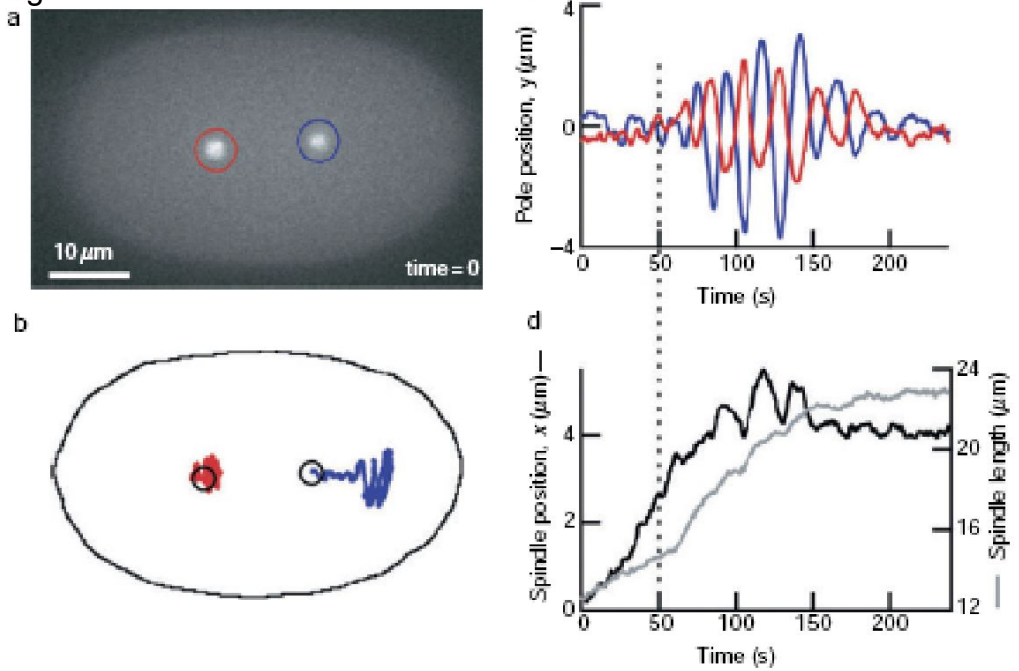 a
10 μm
time = 0
Pole position, y (μm)
4
0
–4
0 50 100 150 200
Time (s)
b
d
Spindle position, x (μm) —
4
2
0
24
20
16
12
— Spindle length (μm)
0 50 100 150 200
Time (s)